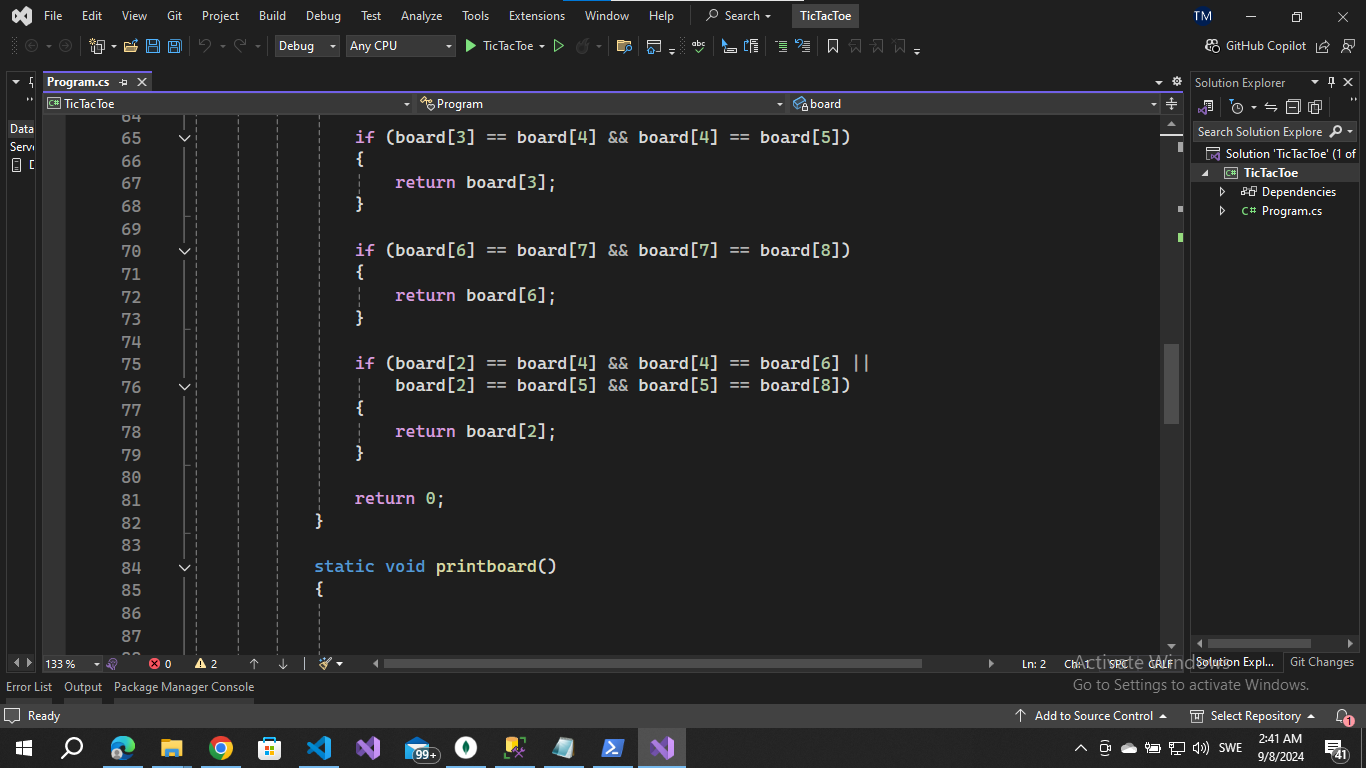 File Edit View Git Project Build Debug Test Analyze Tools Extensions Window Help Search TicTacToe TM
Debug Any CPU TicTacToe abc GitHub Copilot
Program.cs
TicTacToe Program board
Data
Serve
65 if (board[3] == board[4] && board[4] == board[5])
66 {
67 return board[3];
68 }
69
70 if (board[6] == board[7] && board[7] == board[8])
71 {
72 return board[6];
73 }
74
75 if (board[2] == board[4] && board[4] == board[6] ||
76 board[2] == board[5] && board[5] == board[8])
77 {
78 return board[2];
79 }
80
81 return 0;
82 }
83
84 static void printboard()
85 {
86
87
133 % 0 2 Ln: 2 Ch: 1 SPC CRLF
Solution Explorer
Search Solution Explore
Solution 'TicTacToe' (1 of
C# TicTacToe
Dependencies
C# Program.cs
Solution Expl... Git Changes
Activate Windows
Go to Settings to activate Windows.
Error List Output Package Manager Console
Ready Add to Source Control Select Repository 1
99+ SWE 2:41 AM
9/8/2024 41